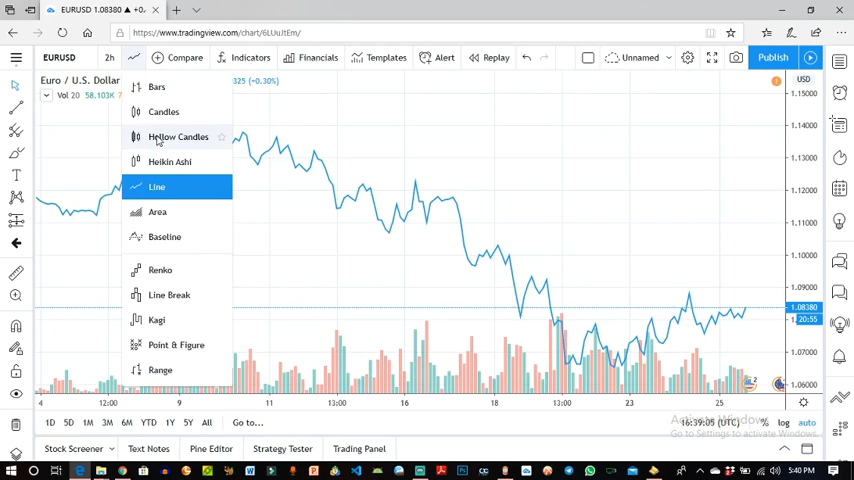 EURUSD 1.08380 ▲ +0.
https://www.tradingview.com/chart/6LUuJtEm/
EURUSD 2h Compare Indicators Financials Templates Alert Replay Unnamed Publish
Euro / U.S. Dollar
325 (+0.30%)
USD
Vol 20 58.103K
Bars
Candles
Hollow Candles
Heikin Ashi
Line
Area
Baseline
Renko
Line Break
Kagi
Point & Figure
Range
1.15000
1.14000
1.13000
1.12000
1.11000
1.10000
1.09000
1.08380
20:55
1.07000
1.06000
4 12:00 9 11 13:00 16 18 13:00 23 25
1D 5D 1M 3M 6M YTD 1Y 5Y All Go to...
16:39:05 (UTC) % log auto
Activate Windows
Go to Settings to activate Windows.
Stock Screener Text Notes Pine Editor Strategy Tester Trading Panel
5:40 PM